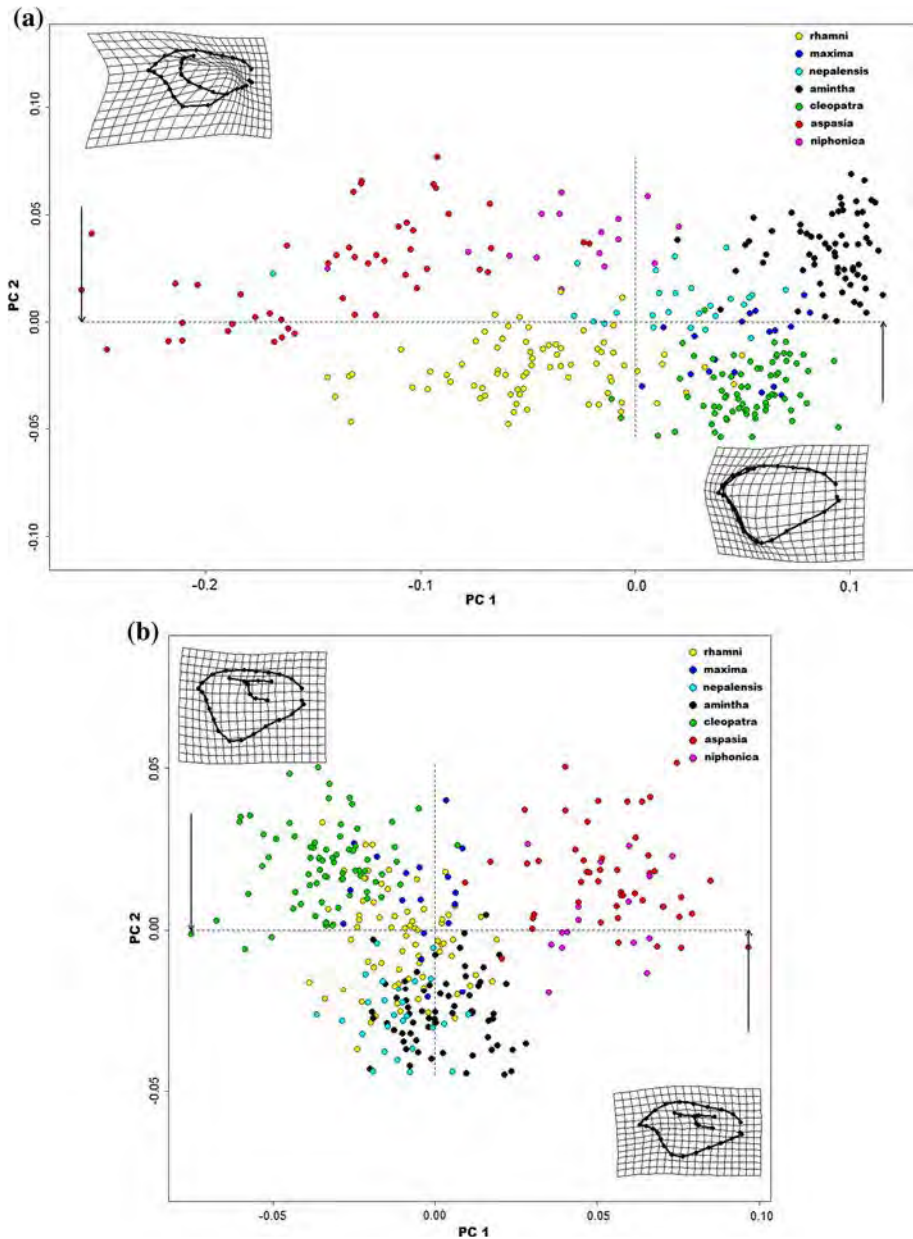 (a)
rhamni
maxima
nepalensis
amintha
cleopatra
aspasia
niphonica
0.10
0.05
0.00
-0.05
-0.10
PC 2
-0.2
-0.1
0.0
0.1
PC 1
(b)
rhamni
maxima
nepalensis
amintha
cleopatra
aspasia
niphonica
0.05
0.00
-0.05
PC 2
-0.05
0.00
0.05
0.10
PC 1